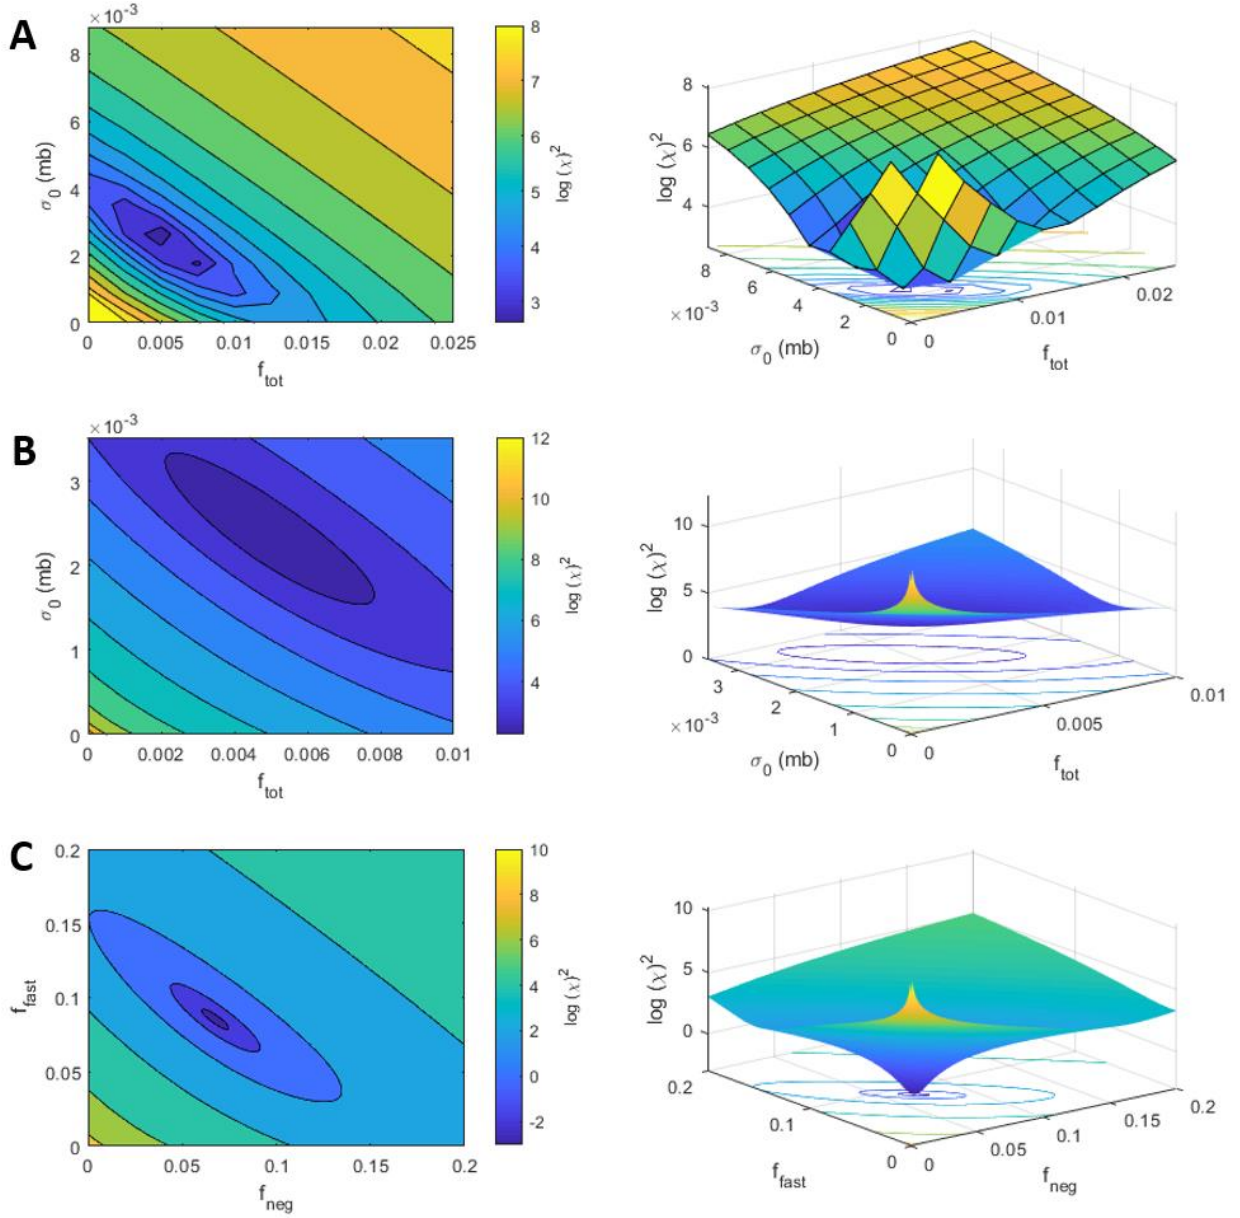 A
×10⁻³
8
6
4
2
0
σ₀ (mb)
0 0.005 0.01 0.015 0.02 0.025
f_tot
8
7
6
5
4
3
log (χ)²
8
6
4
log (χ)²
8 6 4 2 0
×10⁻³
σ₀ (mb)
0 0.01 0.02
f_tot
B
×10⁻³
3
2
1
0
σ₀ (mb)
0 0.002 0.004 0.006 0.008 0.01
f_tot
12
10
8
6
4
log (χ)²
10
5
0
log (χ)²
3 2 1 0
×10⁻³
σ₀ (mb)
0 0.005 0.01
f_tot
C
0.2
0.15
0.1
0.05
0
f_fast
0 0.05 0.1 0.15 0.2
f_neg
10
8
6
4
2
0
-2
log (χ)²
10
5
0
log (χ)²
0.2 0.1 0
f_fast
0 0.05 0.1 0.15 0.2
f_neg